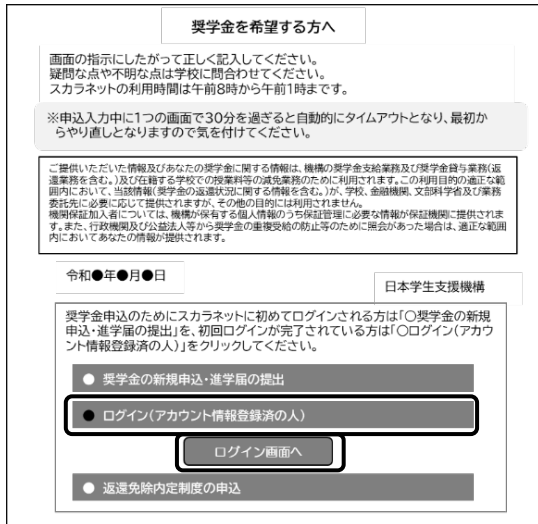 奨学金を希望する方へ
画面の指示にしたがって正しく記入してください。
疑問な点や不明な点は学校に問合わせてください。
スカラネットの利用時間は午前8時から午前1時までです。
※申込入力中に1つの画面で30分を過ぎると自動的にタイムアウトとなり、最初か
らやり直しとなりますので気を付けてください。
ご提供いただいた情報及びあなたの奨学金に関する情報は、機構の奨学金支給業務及び奨学金貸与業務(返
還業務を含む。)及び在籍する学校での授業料等の減免業務のために利用されます。この利用目的の適正な範
囲内において、当該情報(奨学金の返還状況に関する情報を含む。)が、学校、金融機関、文部科学省及び業務
委託先に必要に応じて提供されますが、その他の目的には利用されません。
機関保証加入者については、機構が保有する個人情報のうち保証管理に必要な情報が保証機関に提供されま
す。また、行政機関及び公益法人等から奨学金の重複受給の防止等のために照会があった場合は、適正な範囲
内においてあなたの情報が提供されます。
令和●年●月●日
日本学生支援機構
奨学金申込のためにスカラネットに初めてログインされる方は「○奨学金の新規
申込・進学届の提出」を、初回ログインが完了されている方は「○ログイン(アカウ
ント情報登録済の人)」をクリックしてください。
奨学金の新規申込・進学届の提出
ログイン(アカウント情報登録済の人)
ログイン画面へ
返還免除内定制度の申込